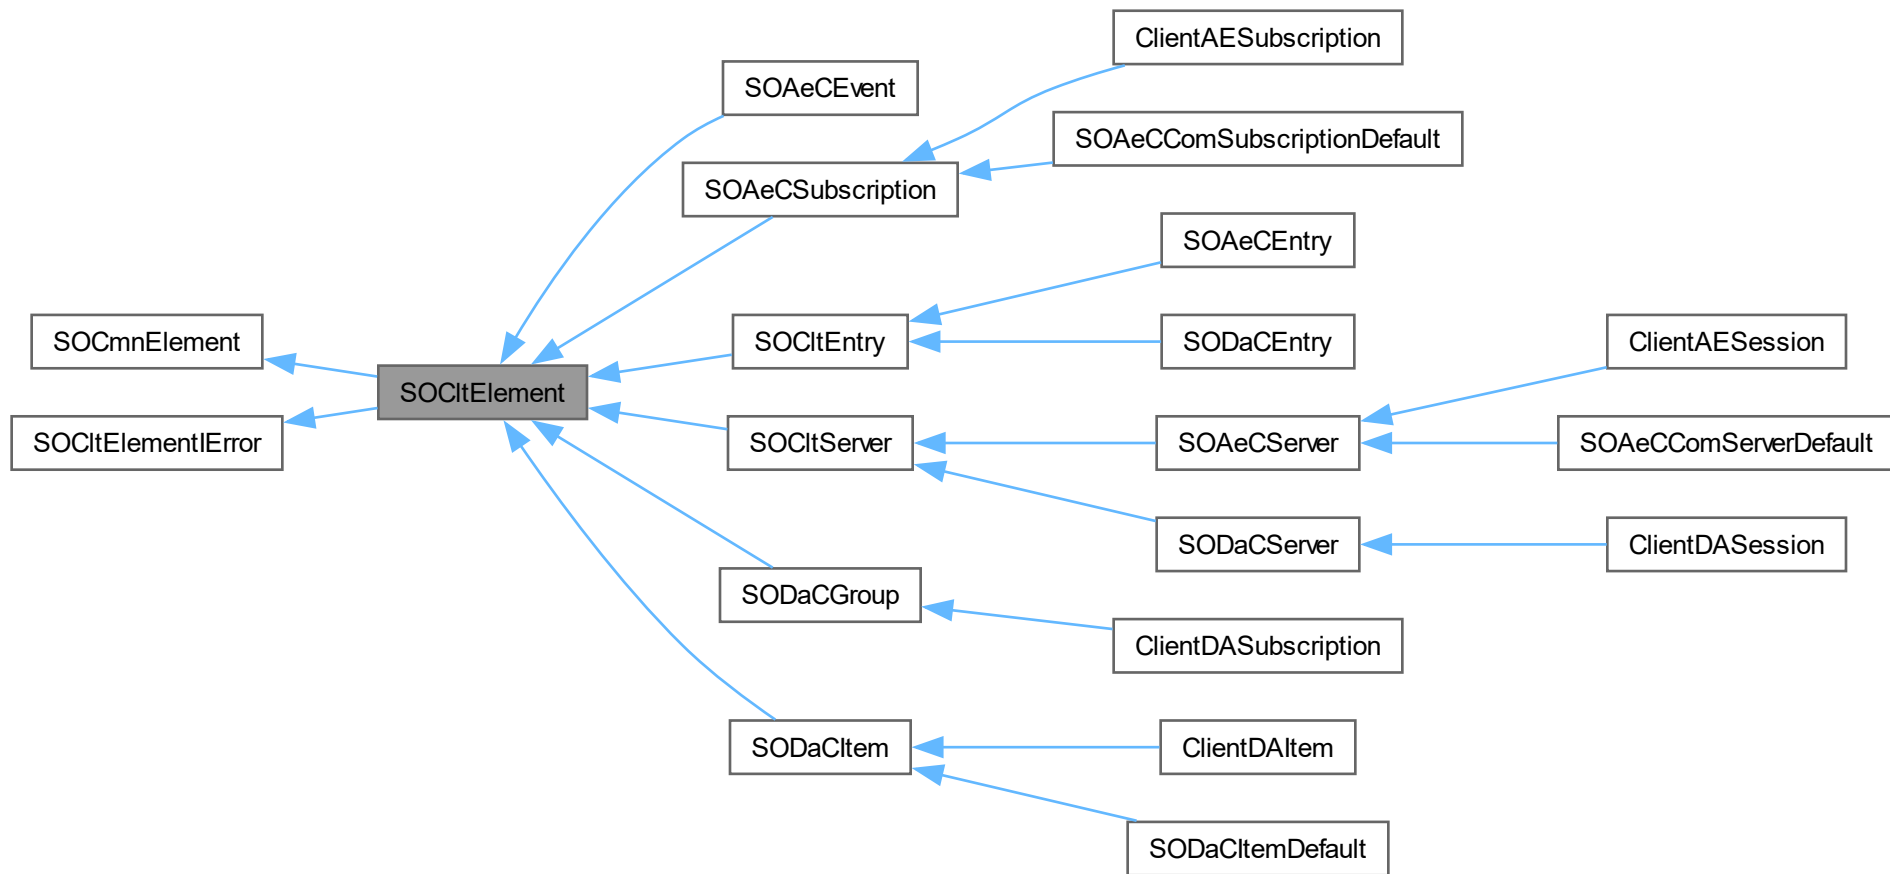 ClientAESubscription
SOAeCEvent
SOAeCComSubscriptionDefault
SOAeCSubscription
SOAeCEntry
SOCmnElement
SOCltEntry
SODaCEntry
ClientAESession
SOCltElement
SOCltElementIError
SOCltServer
SOAeCServer
SOAeCComServerDefault
SODaCServer
ClientDASession
SODaCGroup
ClientDASubscription
SODaCItem
ClientDAItem
SODaCItemDefault